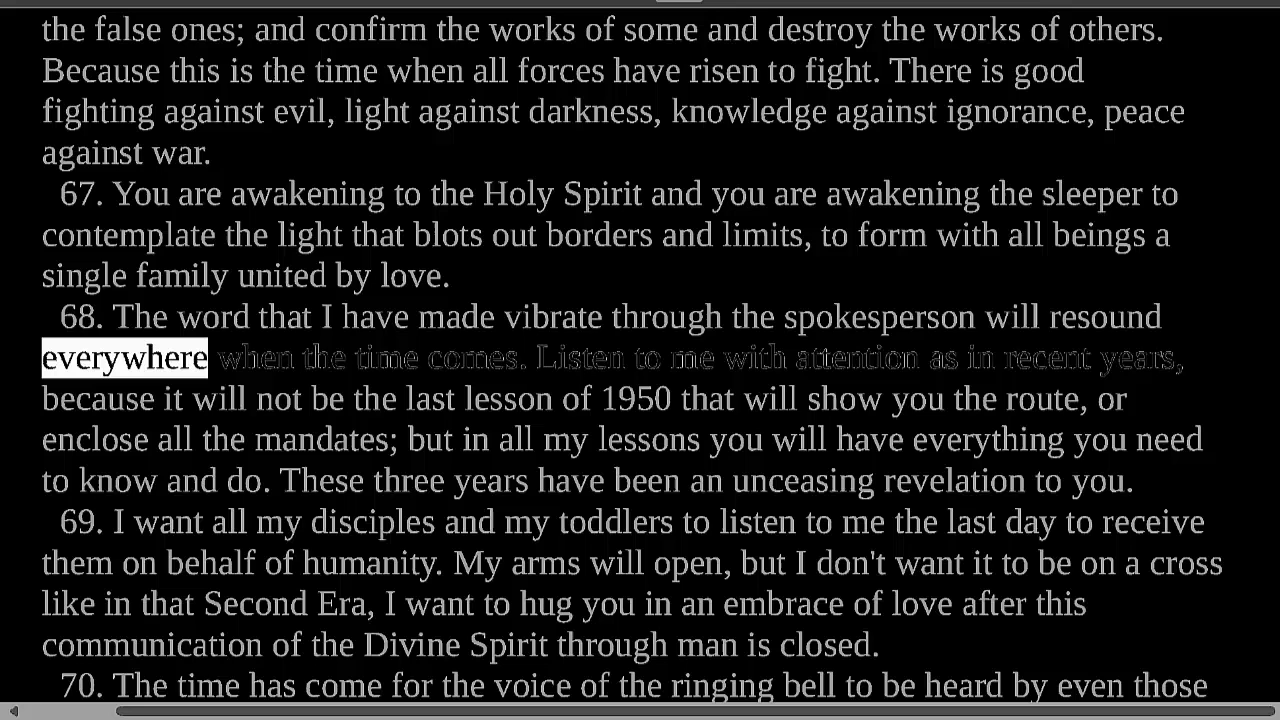 the false ones; and confirm the works of some and destroy the works of others.
Because this is the time when all forces have risen to fight. There is good
fighting against evil, light against darkness, knowledge against ignorance, peace
against war.
67. You are awakening to the Holy Spirit and you are awakening the sleeper to
contemplate the light that blots out borders and limits, to form with all beings a
single family united by love.
68. The word that I have made vibrate through the spokesperson will resound
everywhere when the time comes. Listen to me with attention as in recent years,
because it will not be the last lesson of 1950 that will show you the route, or
enclose all the mandates; but in all my lessons you will have everything you need
to know and do. These three years have been an unceasing revelation to you.
69. I want all my disciples and my toddlers to listen to me the last day to receive
them on behalf of humanity. My arms will open, but I don't want it to be on a cross
like in that Second Era, I want to hug you in an embrace of love after this
communication of the Divine Spirit through man is closed.
70. The time has come for the voice of the ringing bell to be heard by even those